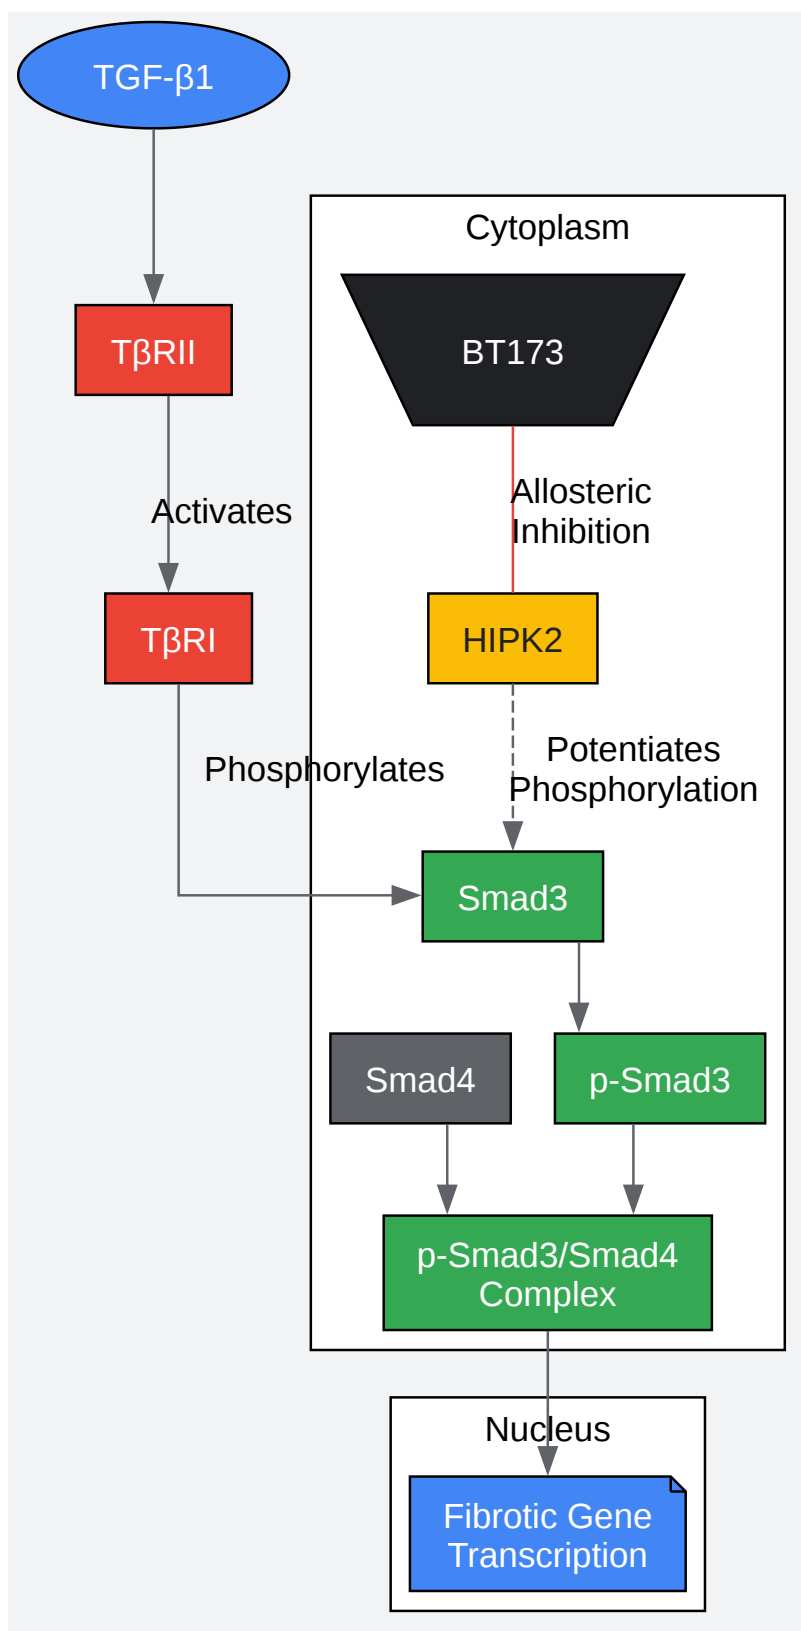 TGF-β1
Cytoplasm
TβRII
BT173
Activates
Allosteric
Inhibition
TβRI
HIPK2
Phosphorylates
Potentiates
Phosphorylation
Smad3
Smad4
p-Smad3
p-Smad3/Smad4
Complex
Nucleus
Fibrotic Gene
Transcription